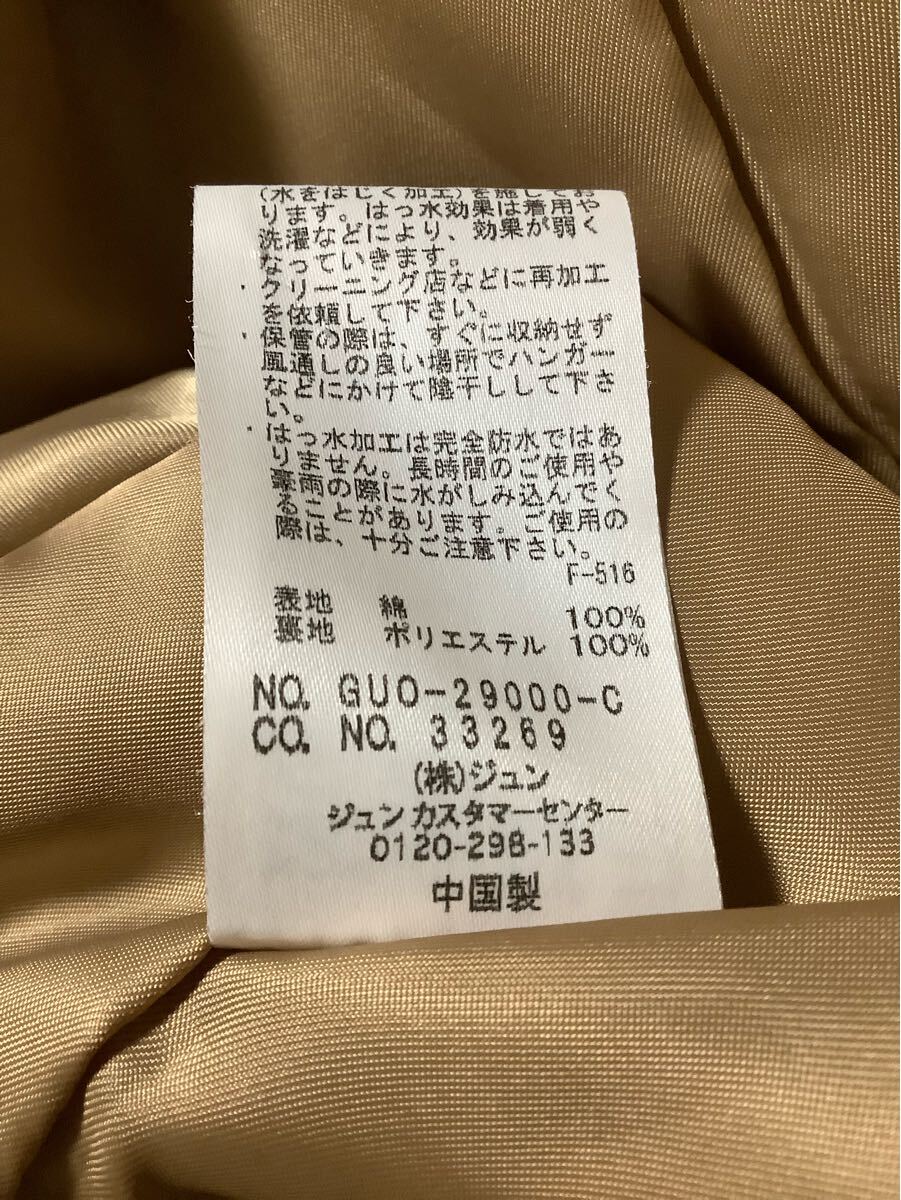 (水をはじく加工)を施してお
ります。はっ水効果は着用や
洗濯などにより、効果が弱く
なっていきます。
・クリーニング店などに再加工
を依頼して下さい。
・保管の際は、すぐに収納せず
風通しの良い場所でハンガー
などにかけて陰干しして下さ
い。
・はっ水加工は完全防水ではあ
りません。長時間のご使用や
豪雨の際に水がしみ込んでく
ることがあります。ご使用の
際は、十分ご注意下さい。
F-516
表地 綿 100%
裏地 ポリエステル 100%
NO. GUO-29000-C
CO. NO. 33269
(株)ジュン
ジュンカスタマーセンター
0120-298-133
中国製